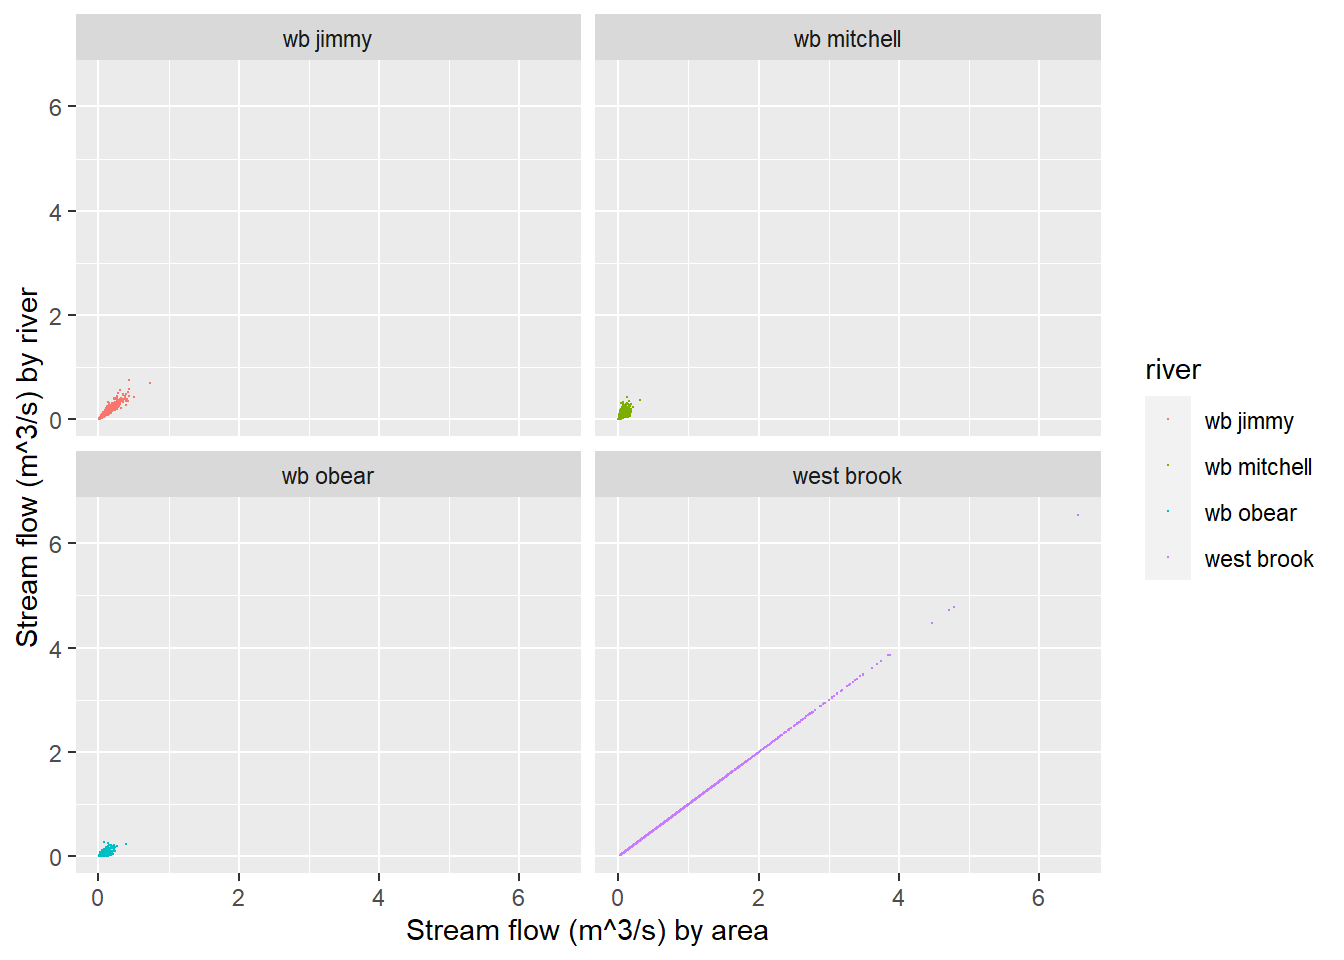 wb jimmy
wb mitchell
6
4
2
0
wb obear
west brook
6
4
2
0
0 2 4 6
0 2 4 6
Stream flow (m^3/s) by area
Stream flow (m^3/s) by river
river
wb jimmy
wb mitchell
wb obear
west brook